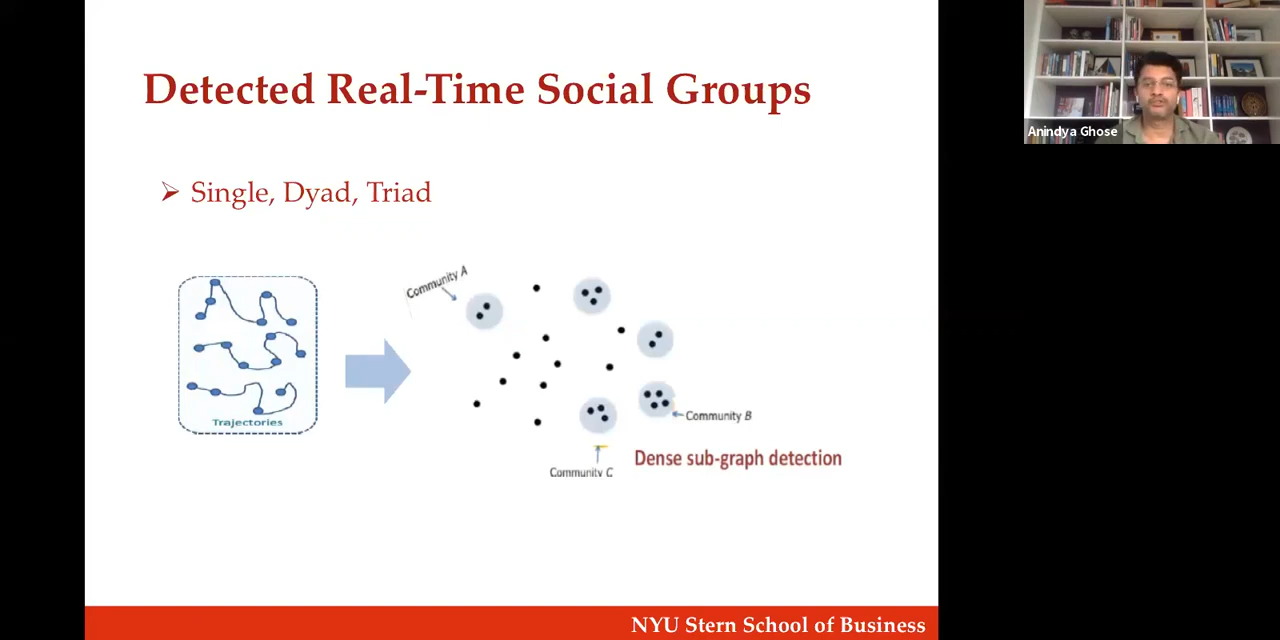 Detected Real-Time Social Groups
Anindya Ghose
➢ Single, Dyad, Triad
Community A
Trajectories
Community B
Dense sub-graph detection
Community C
NYU Stern School of Business